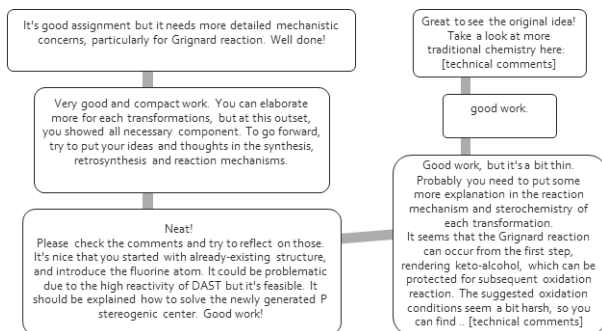 It's good assignment but it needs more detailed mechanistic
concerns, particularly for Grignard reaction. Well done!
Very good and compact work. You can elaborate
more for each transformations, but at this outset,
you showed all necessary component. To go forward,
try to put your ideas and thoughts in the synthesis,
retrosynthesis and reaction mechanisms.
Neat!
Please check the comments and try to reflect on those.
It's nice that you started with already-existing structure,
and introduce the fluorine atom. It could be problematic
due to the high reactivity of DAST but it's feasible. It
should be explained how to solve the newly generated P
stereogenic center. Good work!
Great to see the original idea!
Take a look at more
traditional chemistry here:
[technical comments]
good work.
Good work, but it's a bit thin.
Probably you need to put some
more explanation in the reaction
mechanism and sterochemistry of
each transformation.
It seems that the Grignard reaction
can occur from the first step,
rendering keto-alcohol, which can be
protected for subsequent oxidation
reaction. The suggested oxidation
conditions seem a bit harsh, so you
can find .. [technical comments]